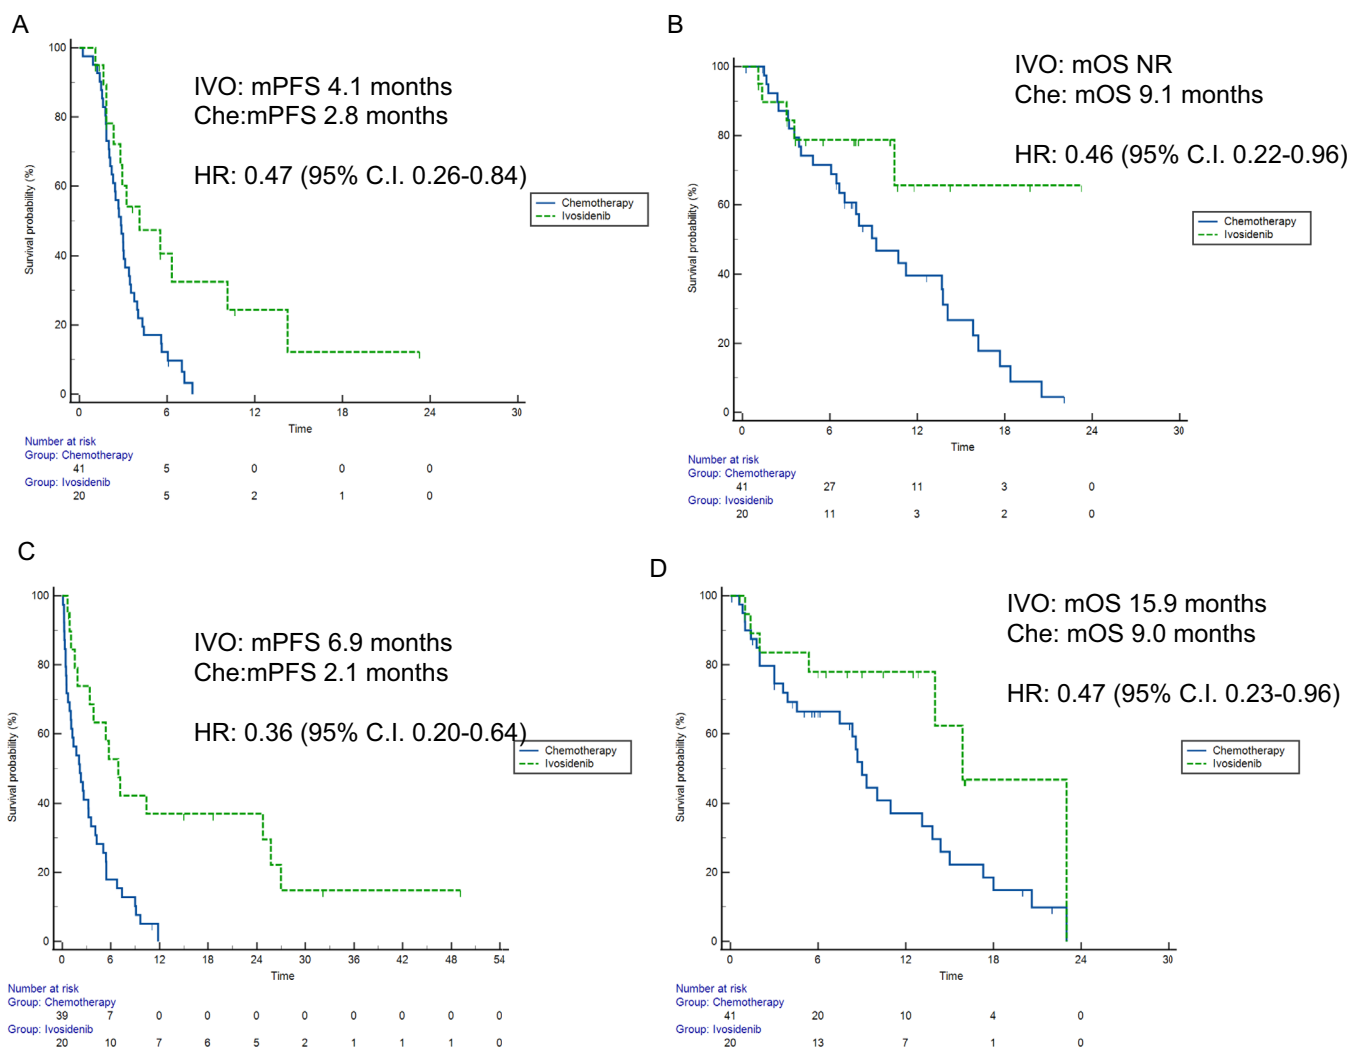 A
IVO: mPFS 4.1 months
Che:mPFS 2.8 months
HR: 0.47 (95% C.I. 0.26-0.84)
Chemotherapy
Ivosidenib
Survival probability (%)
100
80
60
40
20
0
0 6 12 18 24 30
Time
Number at risk
Group: Chemotherapy
41 5 0 0 0
Group: Ivosidenib
20 5 2 1 0
B
IVO: mOS NR
Che: mOS 9.1 months
HR: 0.46 (95% C.I. 0.22-0.96)
Chemotherapy
Ivosidenib
Survival probability (%)
100
80
60
40
20
0
0 6 12 18 24 30
Time
Number at risk
Group: Chemotherapy
41 27 11 3 0
Group: Ivosidenib
20 11 3 2 0
C
IVO: mPFS 6.9 months
Che:mPFS 2.1 months
HR: 0.36 (95% C.I. 0.20-0.64)
Chemotherapy
Ivosidenib
Survival probability (%)
100
80
60
40
20
0
0 6 12 18 24 30 36 42 48 54
Time
Number at risk
Group: Chemotherapy
39 7 0 0 0 0 0 0 0 0
Group: Ivosidenib
20 10 7 6 5 2 1 1 1 0
D
IVO: mOS 15.9 months
Che: mOS 9.0 months
HR: 0.47 (95% C.I. 0.23-0.96)
Chemotherapy
Ivosidenib
Survival probability (%)
100
80
60
40
20
0
0 6 12 18 24 30
Time
Number at risk
Group: Chemotherapy
41 20 10 4 0
Group: Ivosidenib
20 13 7 1 0